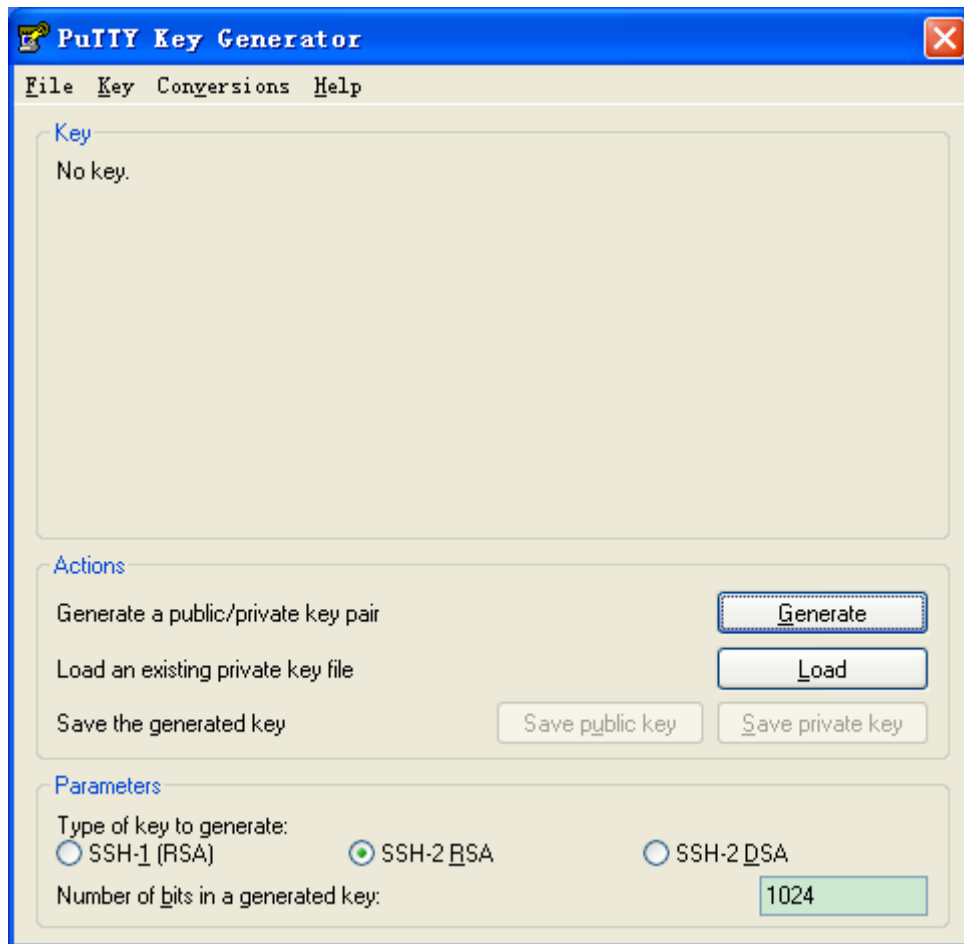 PuTTY Key Generator
File Key Conversions Help
Key
No key.
Actions
Generate a public/private key pair
Generate
Load an existing private key file
Load
Save the generated key
Save public key
Save private key
Parameters
Type of key to generate:
SSH-1 (RSA)
SSH-2 RSA
SSH-2 DSA
Number of bits in a generated key:
1024